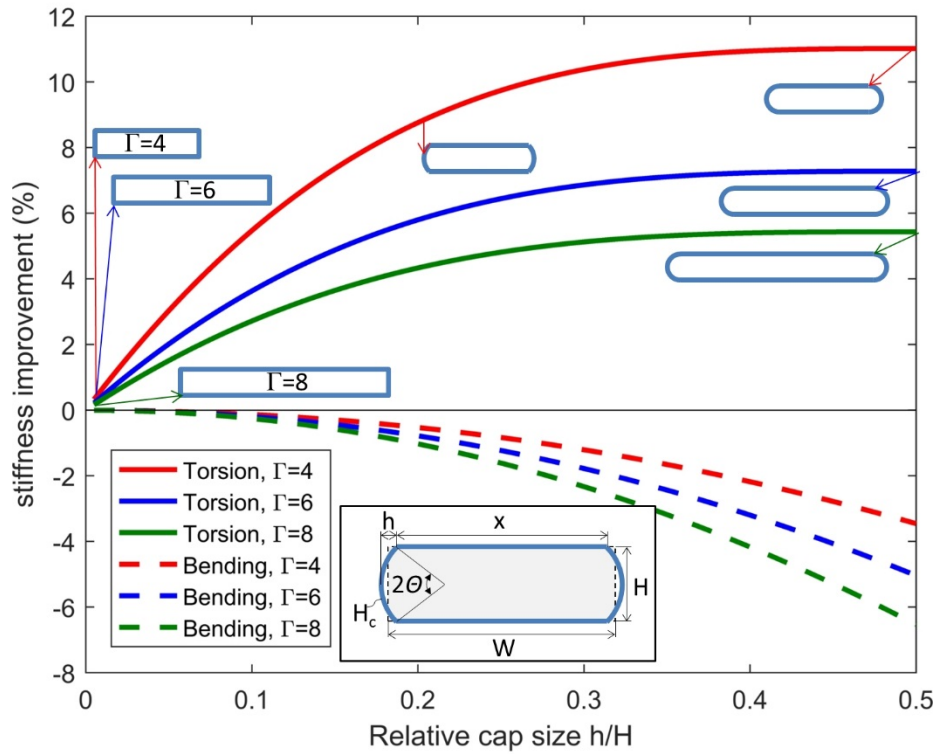 12
10
8
6
4
2
0
-2
-4
-6
-8
stiffness improvement (%)
Γ=4
Γ=6
Γ=8
Torsion, Γ=4
Torsion, Γ=6
Torsion, Γ=8
Bending, Γ=4
Bending, Γ=6
Bending, Γ=8
h
x
2Θ
H
Hc
W
0 0.1 0.2 0.3 0.4 0.5
Relative cap size h/H